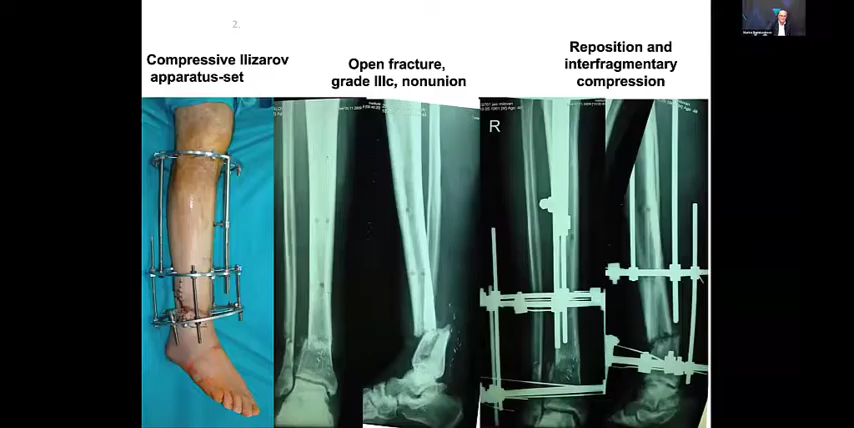 2.
Compressive Ilizarov
apparatus-set
Open fracture,
grade IIIc, nonunion
Reposition and
interfragmentary
compression
R